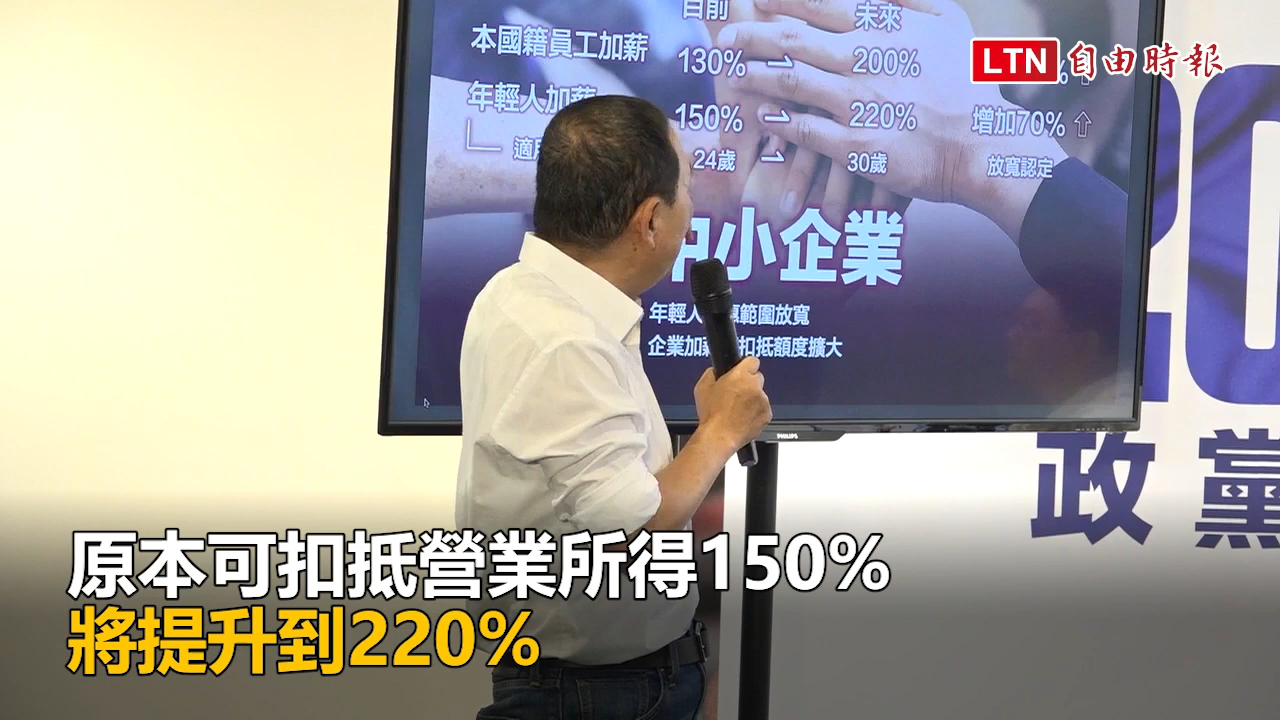 目前 未來
LTN 自由時報
本國籍員工加薪 130% 200%
年輕人加薪 150% 220% 增加70%
24歲 30歲 放寬認定
中小企業
年輕人 範圍放寬
企業加薪 扣抵額度擴大
PHILIPS
20
政黨
原本可扣抵營業所得150%
將提升到220%